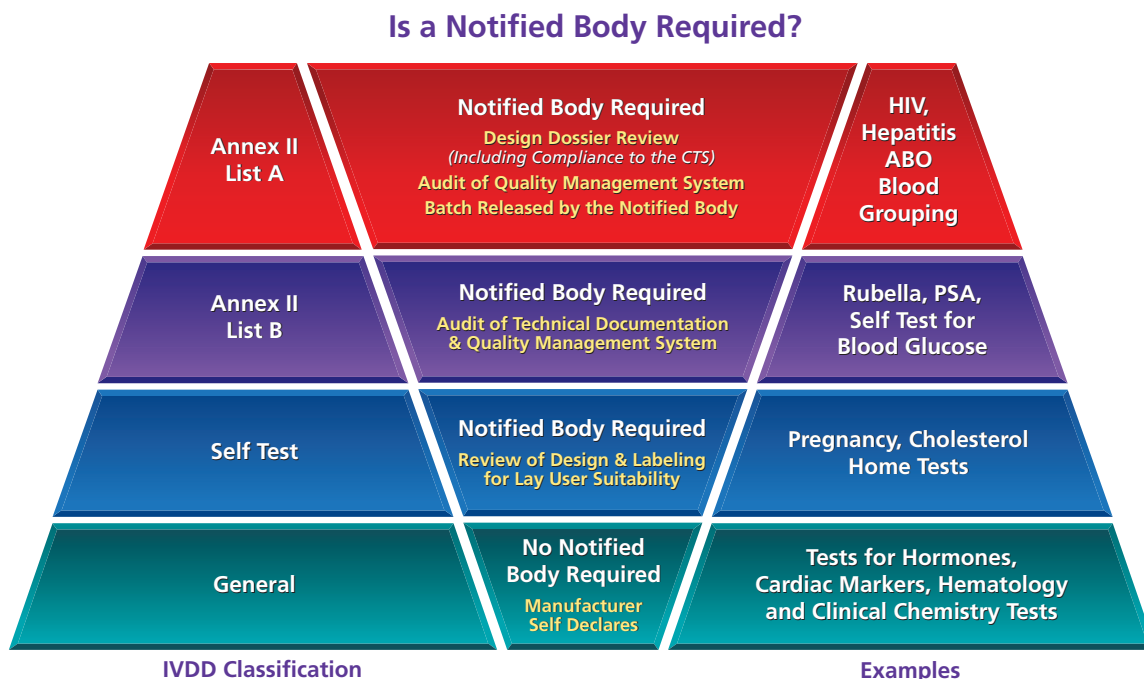 Is a Notified Body Required?
Annex II
List A
Notified Body Required
Design Dossier Review
(Including Compliance to the CTS)
Audit of Quality Management System
Batch Released by the Notified Body
HIV,
Hepatitis
ABO
Blood
Grouping
Annex II
List B
Notified Body Required
Audit of Technical Documentation
& Quality Management System
Rubella, PSA,
Self Test for
Blood Glucose
Self Test
Notified Body Required
Review of Design & Labeling
for Lay User Suitability
Pregnancy, Cholesterol
Home Tests
General
No Notified
Body Required
Manufacturer
Self Declares
Tests for Hormones,
Cardiac Markers, Hematology
and Clinical Chemistry Tests
IVDD Classification
Examples